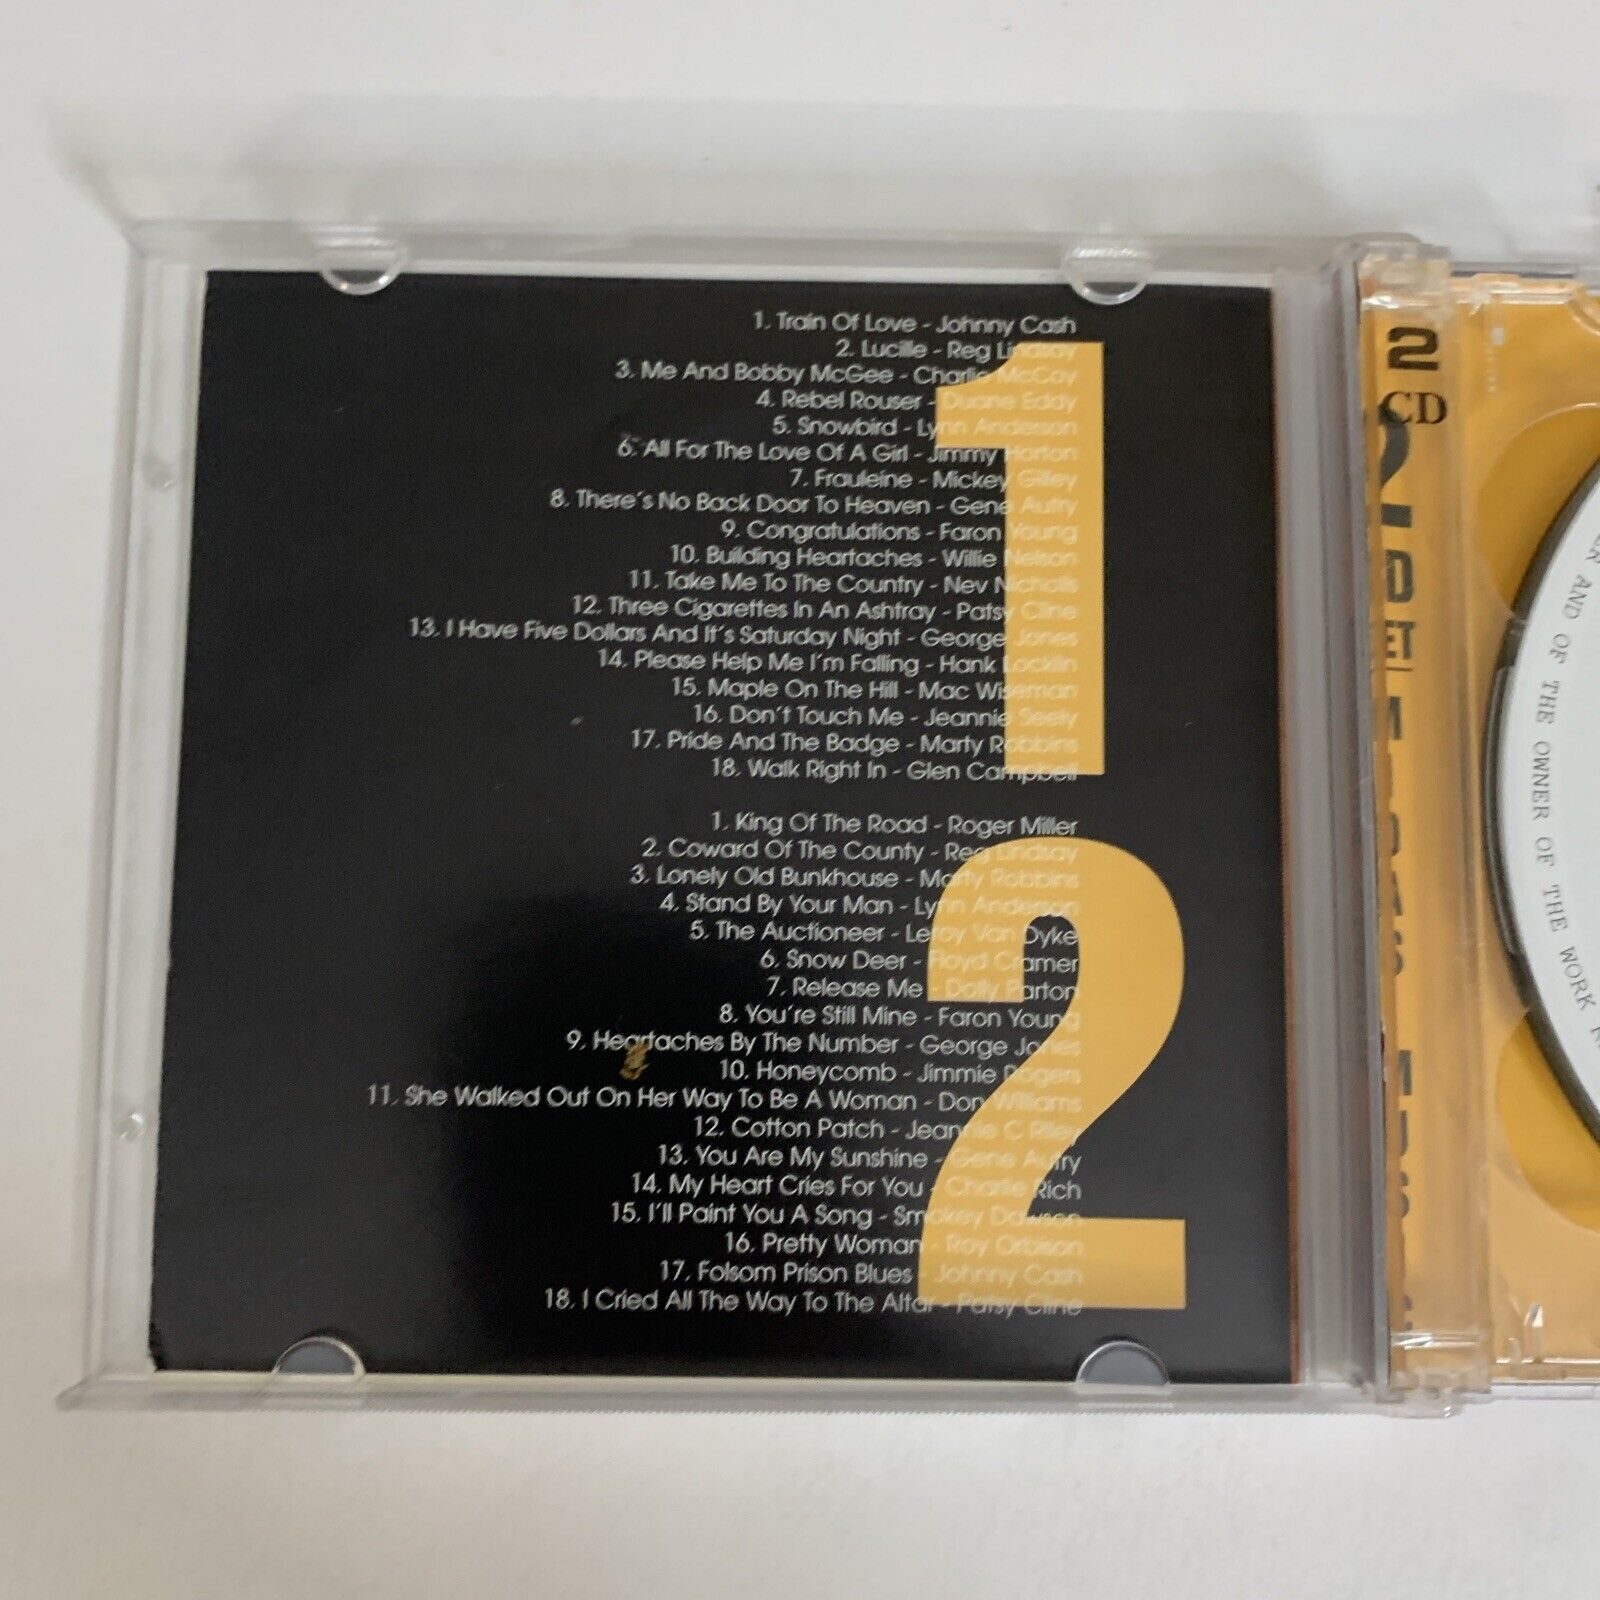 1. Train Of Love - Johnny Cash
2. Lucille - Reg Lindsay
3. Me And Bobby McGee - Charlie McCoy
4. Rebel Rouser - Duane Eddy
5. Snowbird - Lynn Anderson
6. All For The Love Of A Girl - Jimmy Horton
7. Frauleine - Mickey Gilley
8. There's No Back Door To Heaven - Gene Autry
9. Congratulations - Faron Young
10. Building Heartaches - Willie Nelson
11. Take Me To The Country - Nev Nicholls
12. Three Cigarettes In An Ashtray - Patsy Cline
13. I Have Five Dollars And It's Saturday Night - George Jones
14. Please Help Me I'm Falling - Hank Locklin
15. Maple On The Hill - Mac Wiseman
16. Don't Touch Me - Jeannie Seely
17. Pride And The Badge - Marty Robbins
18. Walk Right In - Glen Campbell
1
1. King Of The Road - Roger Miller
2. Coward Of The County - Reg Lindsay
3. Lonely Old Bunkhouse - Marty Robbins
4. Stand By Your Man - Lynn Anderson
5. The Auctioneer - Leroy Van Dyke
6. Snow Deer - Floyd Cramer
7. Release Me - Dolly Parton
8. You're Still Mine - Faron Young
9. Heartaches By The Number - George Jones
10. Honeycomb - Jimmie Rogers
11. She Walked Out On Her Way To Be A Woman - Don Williams
12. Cotton Patch - Jeannie C Riley
13. You Are My Sunshine - Gene Autry
14. My Heart Cries For You - Charlie Rich
15. I'll Paint You A Song - Smokey Dawson
16. Pretty Woman - Roy Orbison
17. Folsom Prison Blues - Johnny Cash
18. I Cried All The Way To The Altar - Patsy Cline
2
2
CD
AND OF THE OWNER OF THE WORK